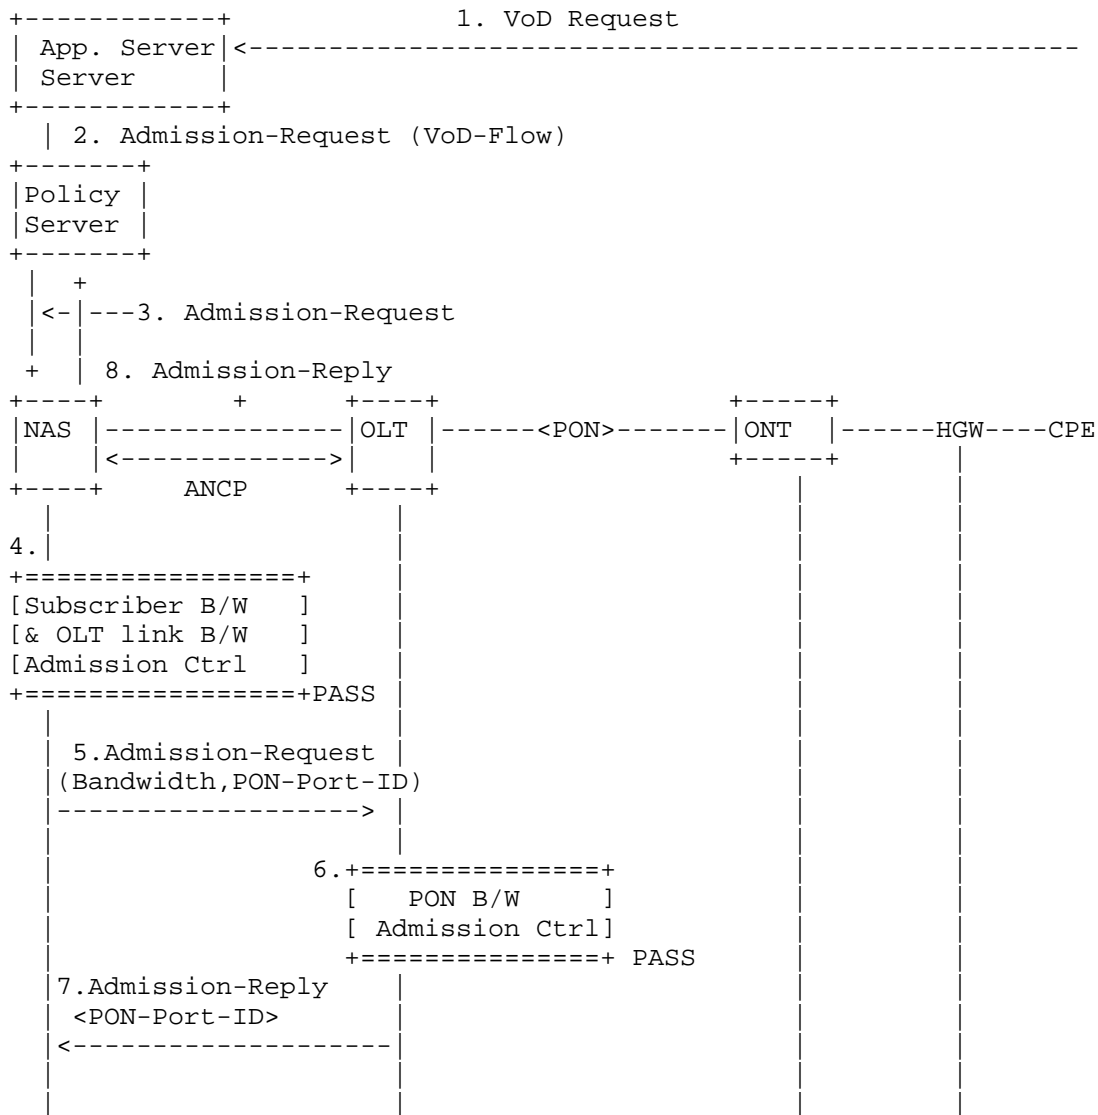 1. VoD Request
App. Server
Server
2. Admission-Request (VoD-Flow)
Policy
Server
3. Admission-Request
8. Admission-Reply
NAS OLT <PON> ONT HGW CPE
ANCP
4.
[Subscriber B/W ]
[& OLT link B/W ]
[Admission Ctrl ]
PASS
5.Admission-Request
(Bandwidth,PON-Port-ID)
6.
[ PON B/W ]
[ Admission Ctrl]
PASS
7.Admission-Reply
<PON-Port-ID>